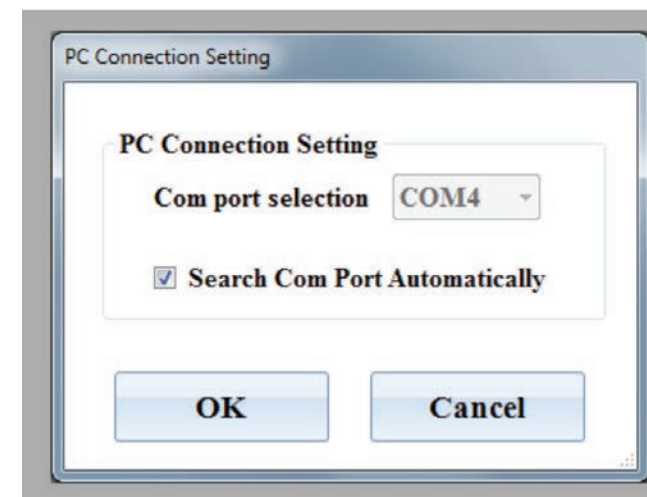 PC Connection Setting
PC Connection Setting
Com port selection COM4
Search Com Port Automatically
OK Cancel